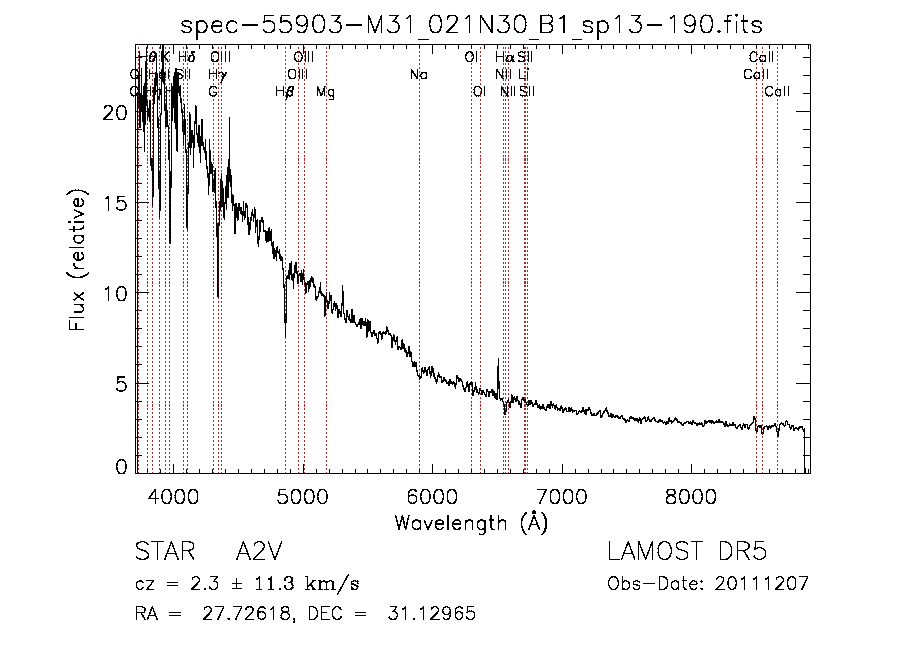 spec-55903-M31_021N30_B1_sp13-190.fits
Hδ OIII OIII OI Hα SII CaII
SII Hγ OIII Na NII Li CaII
G Hβ Mg OI NII SII CaII
20
15
10
5
0
Flux (relative)
4000 5000 6000 7000 8000
Wavelength (Å)
STAR A2V LAMOST DR5
cz = 2.3 ± 11.3 km/s Obs-Date: 20111207
RA = 27.72618, DEC = 31.12965